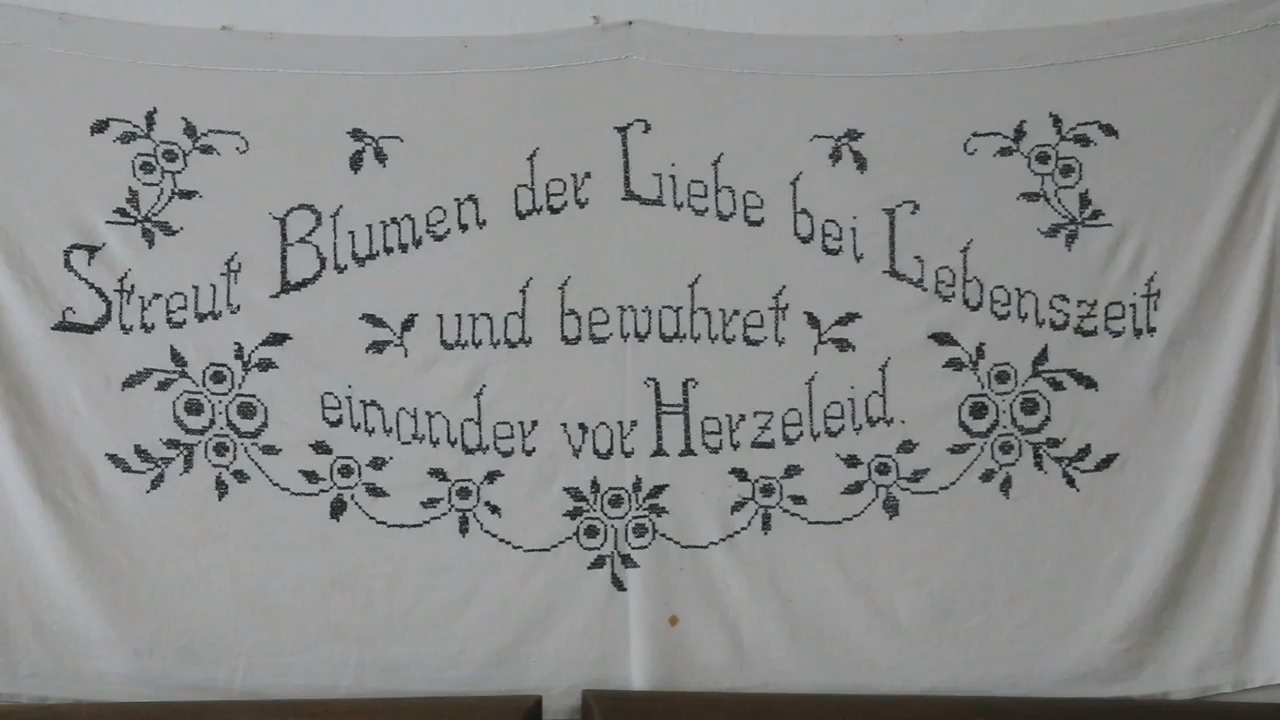 Streut Blumen der Liebe bei Lebenszeit
und bewahret
einander vor Herzeleid.